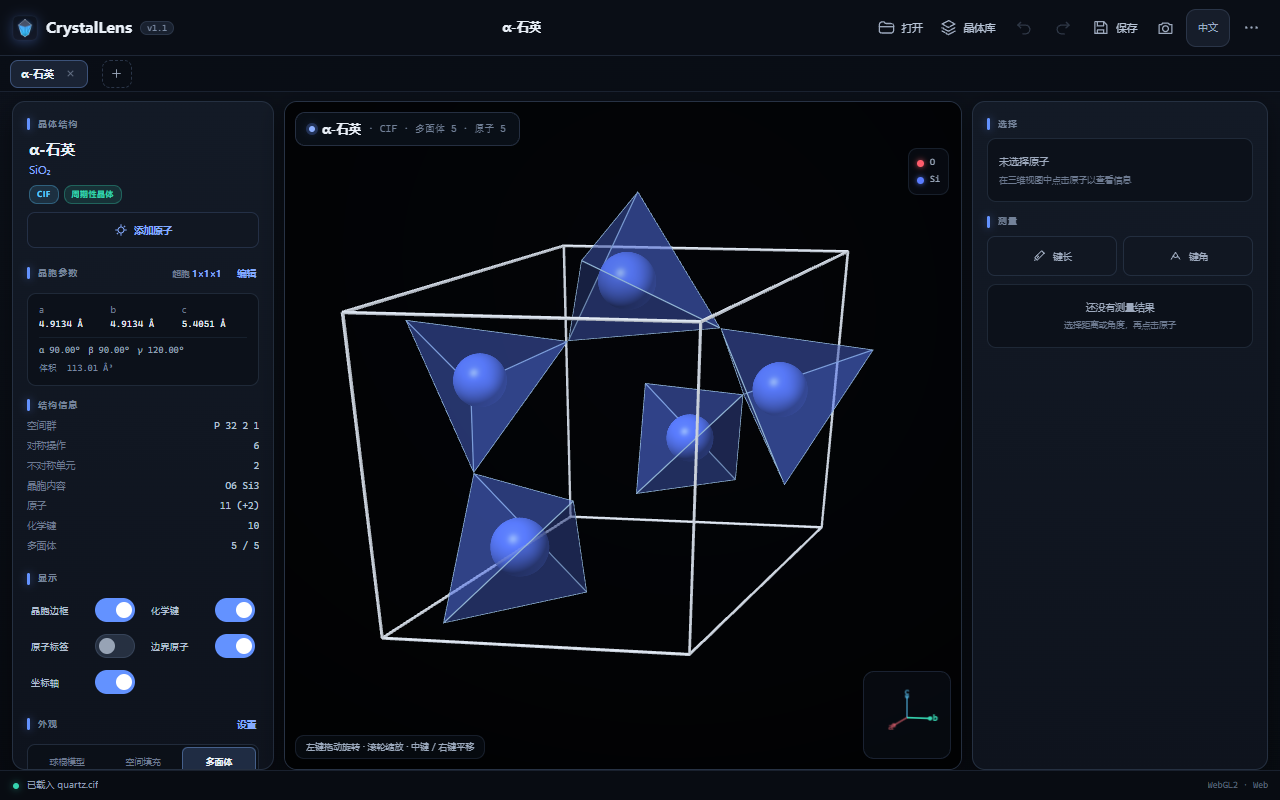 CrystalLens v1.1
α-石英
打开 晶体库 保存 中文
α-石英 × +
晶体结构
α-石英
SiO₂
CIF 周期性晶体
添加原子
晶胞参数 超胞 1×1×1 编辑
a b c
4.9134 Å 4.9134 Å 5.4051 Å
α 90.00° β 90.00° γ 120.00°
体积 113.01 Å³
结构信息
空间群 P 32 2 1
对称操作 6
不对称单元 2
晶胞内容 O6 Si3
原子 11 (+2)
化学键 10
多面体 5 / 5
显示
晶胞边框 化学键
原子标签 边界原子
坐标轴
外观 设置
球棍模型 空间填充 多面体
α-石英 · CIF · 多面体 5 · 原子 5
O
Si
c
b
左键拖动旋转 · 滚轮缩放 · 中键 / 右键平移
选择
未选择原子
在三维视图中点击原子以查看信息
测量
键长 键角
还没有测量结果
选择距离或角度，再点击原子
已载入 quartz.cif
WebGL2 · Web